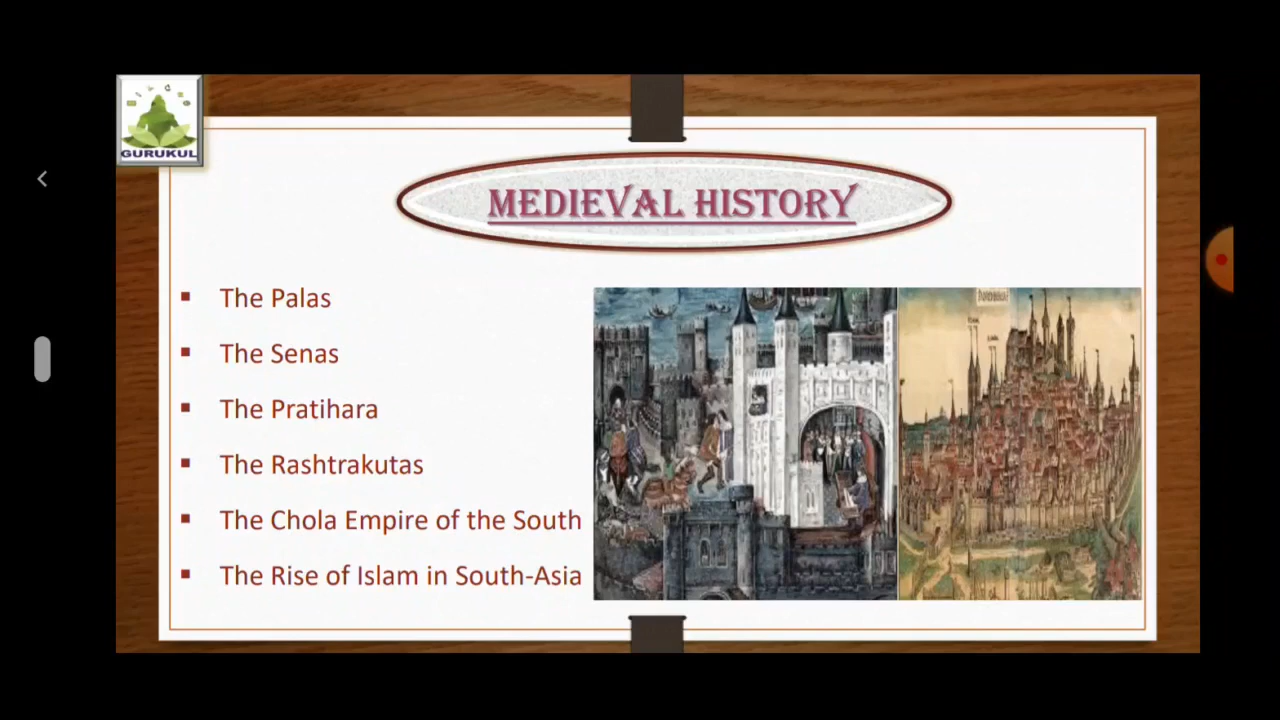 GURUKUL
MEDIEVAL HISTORY
The Palas
The Senas
The Pratihara
The Rashtrakutas
The Chola Empire of the South
The Rise of Islam in South-Asia